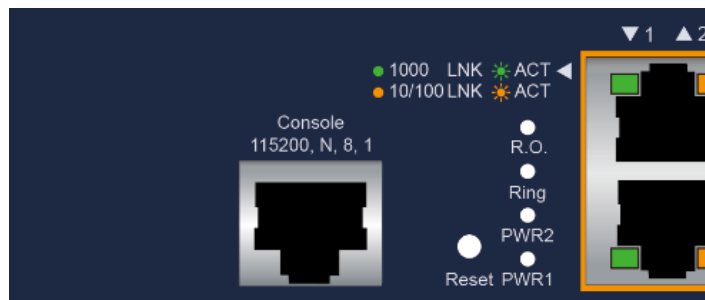 ▼1 ▲2
1000 LNK ACT
10/100 LNK ACT
Console
115200, N, 8, 1
R.O.
Ring
PWR2
Reset PWR1